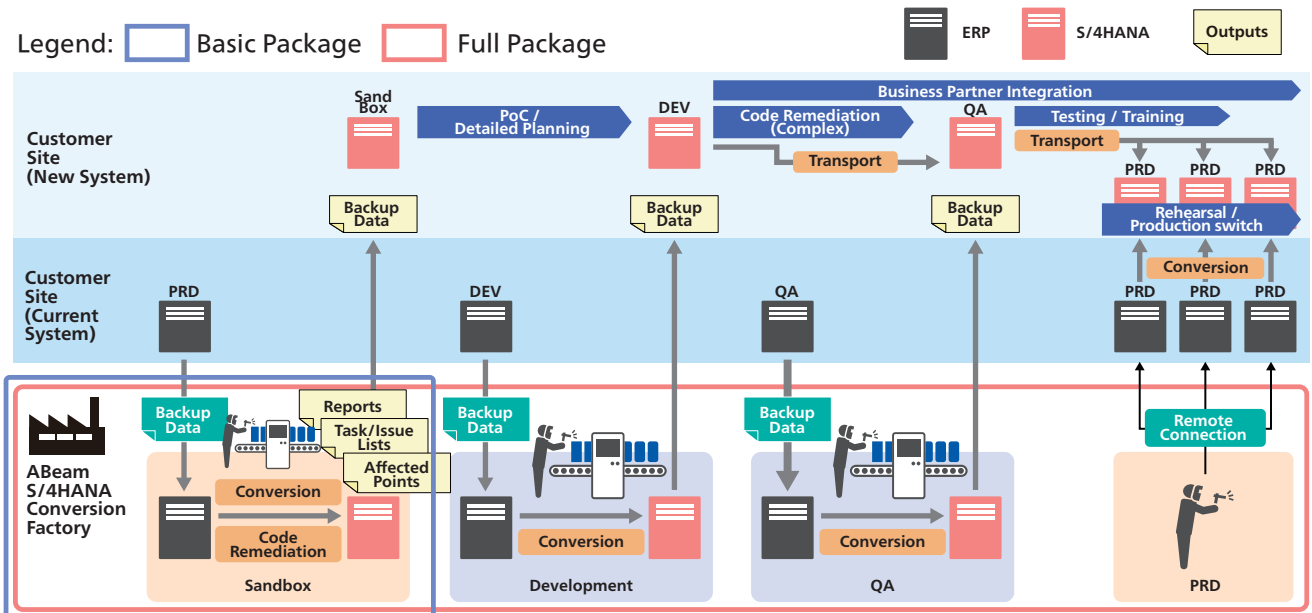 Legend:
Basic Package
Full Package
ERP
S/4HANA
Outputs
Customer
Site
(New System)
Sand
Box
PoC /
Detailed Planning
DEV
Business Partner Integration
Code Remediation
(Complex)
Transport
QA
Testing / Training
Transport
PRD
PRD
PRD
Rehearsal /
Production switch
Backup
Data
Backup
Data
Backup
Data
Customer
Site
(Current
System)
PRD
DEV
QA
Conversion
PRD
PRD
PRD
ABeam
S/4HANA
Conversion
Factory
Backup
Data
Reports
Task/Issue
Lists
Affected
Points
Conversion
Code
Remediation
Sandbox
Backup
Data
Conversion
Development
Backup
Data
Conversion
QA
Remote
Connection
PRD